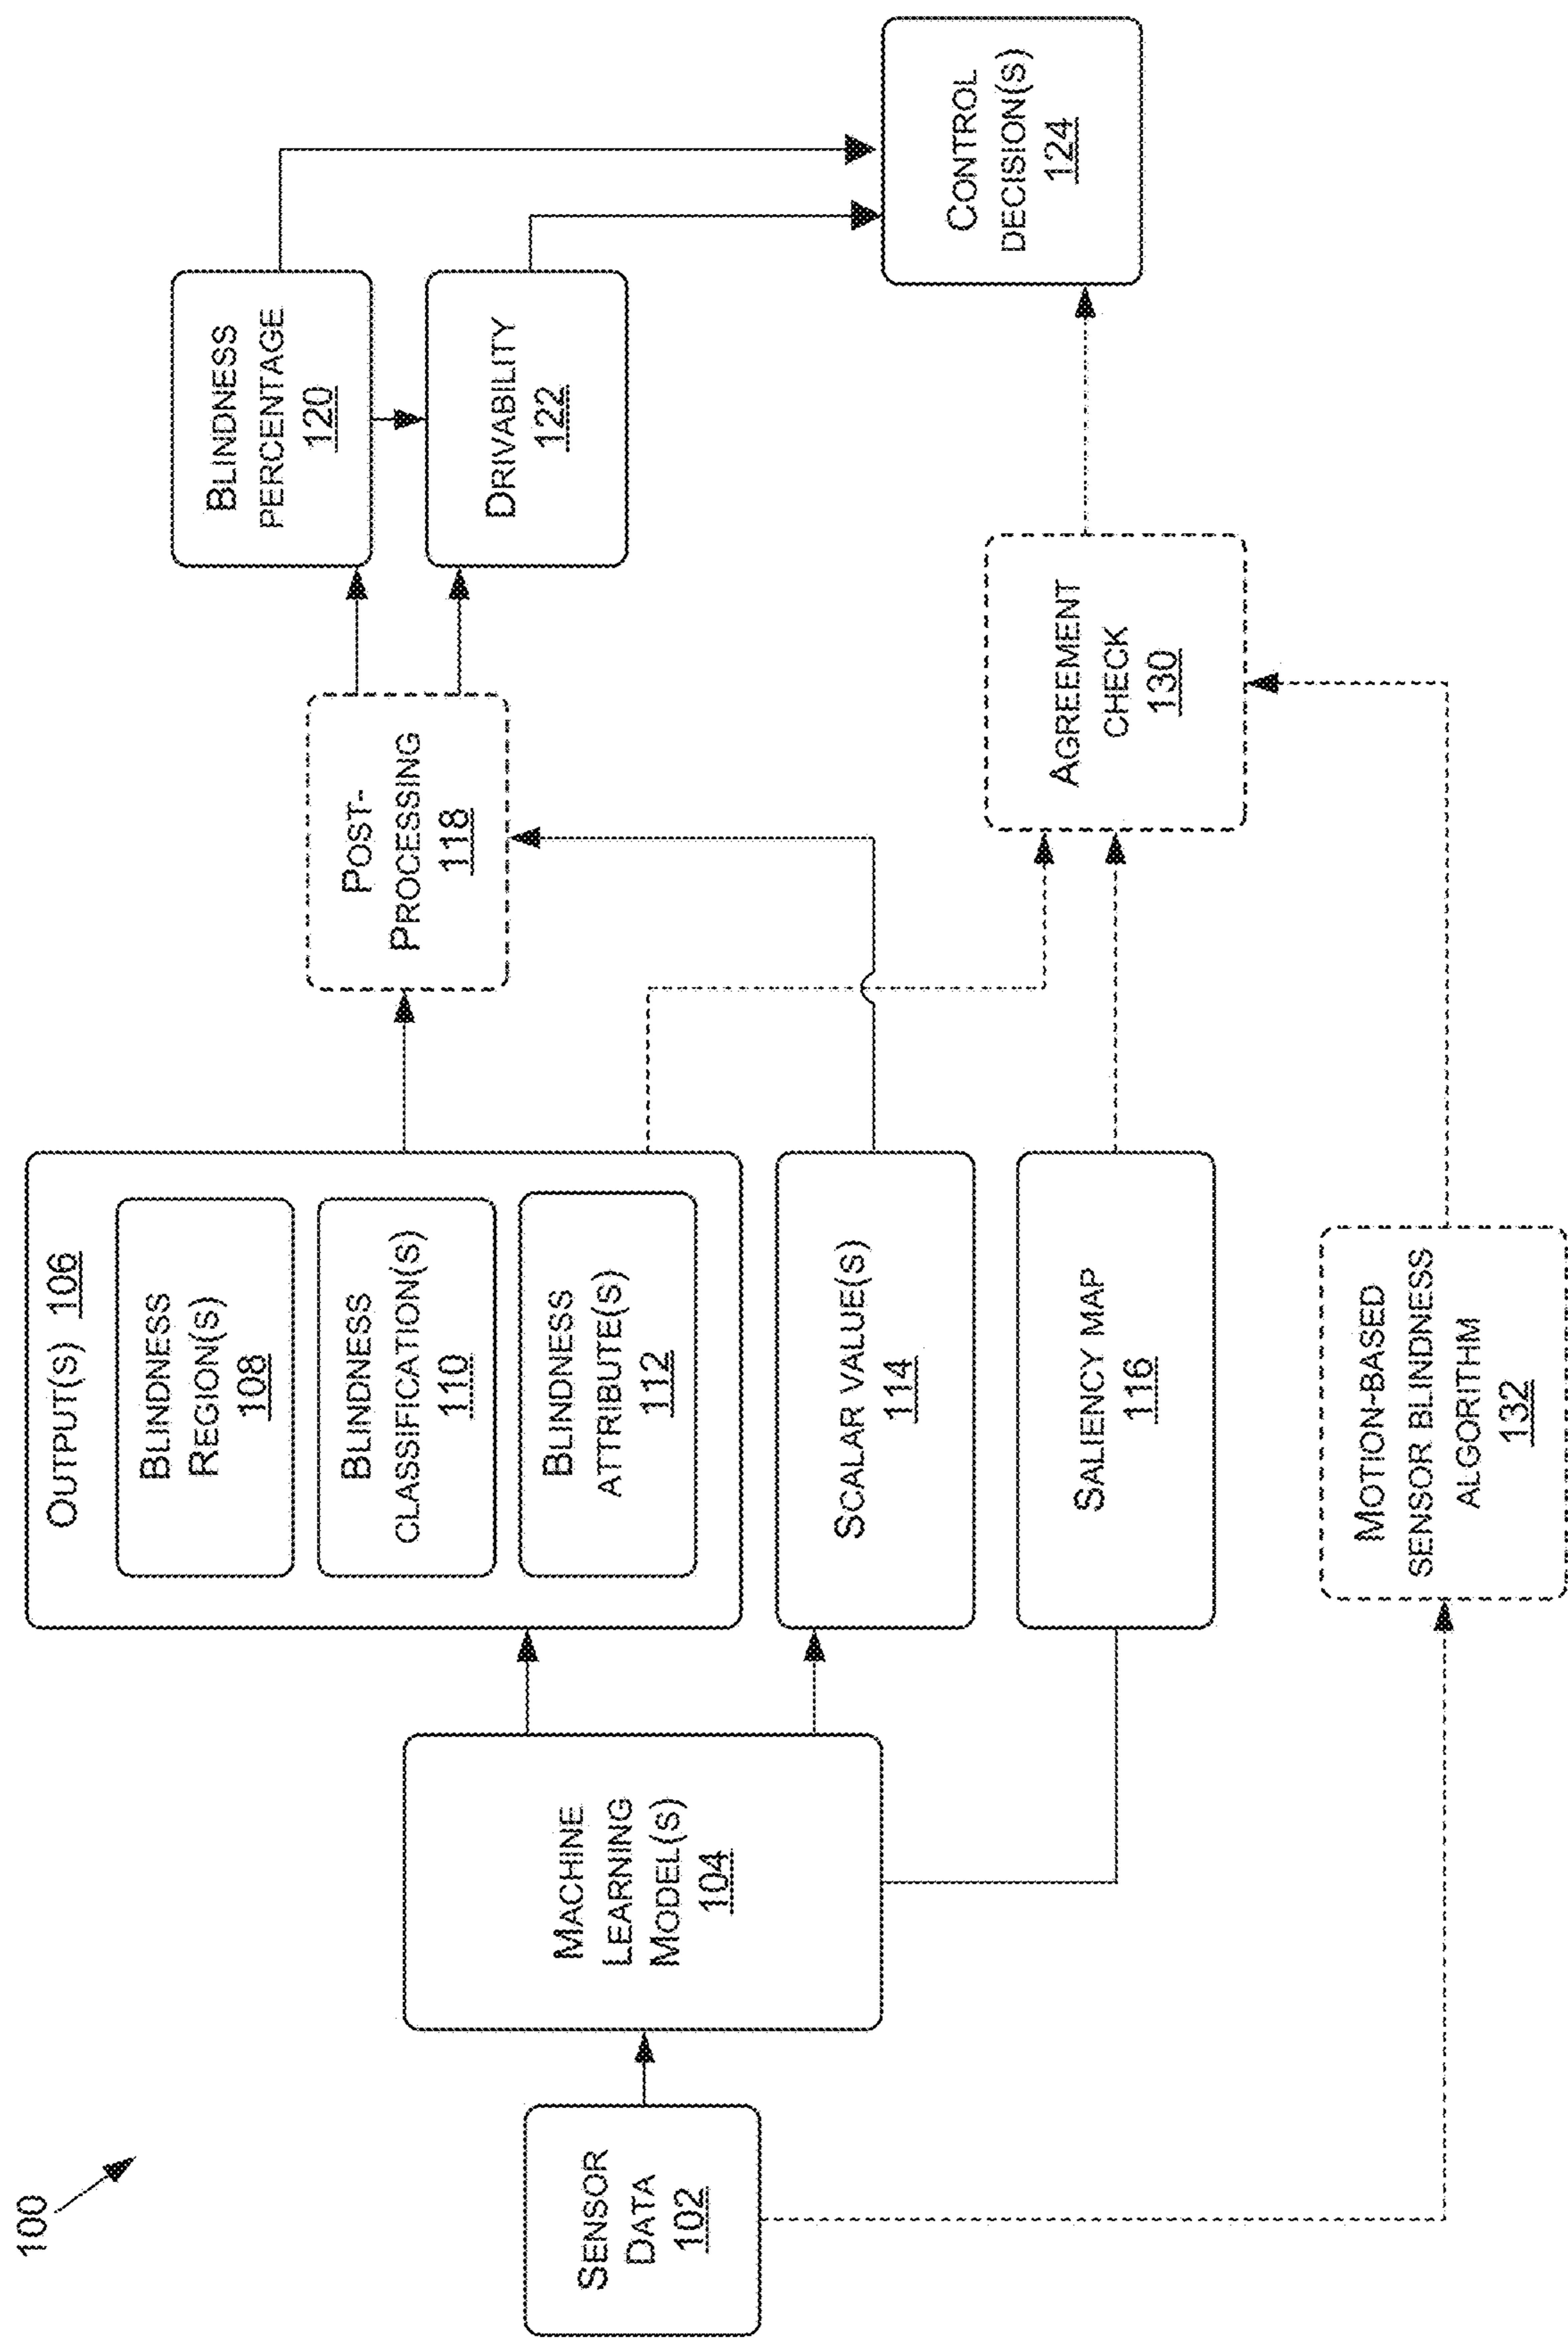 100
SENSOR
DATA
102
MACHINE
LEARNING
MODEL(S)
104
OUTPUT(S) 106
BLINDNESS
REGION(S)
108
BLINDNESS
CLASSIFICATION(S)
110
BLINDNESS
ATTRIBUTE(S)
112
SCALAR VALUE(S)
114
SALIENCY MAP
116
MOTION-BASED
SENSOR BLINDNESS
ALGORITHM
132
POST-
PROCESSING
118
AGREEMENT
CHECK
130
BLINDNESS
PERCENTAGE
120
DRIVABILITY
122
CONTROL
DECISION(S)
124